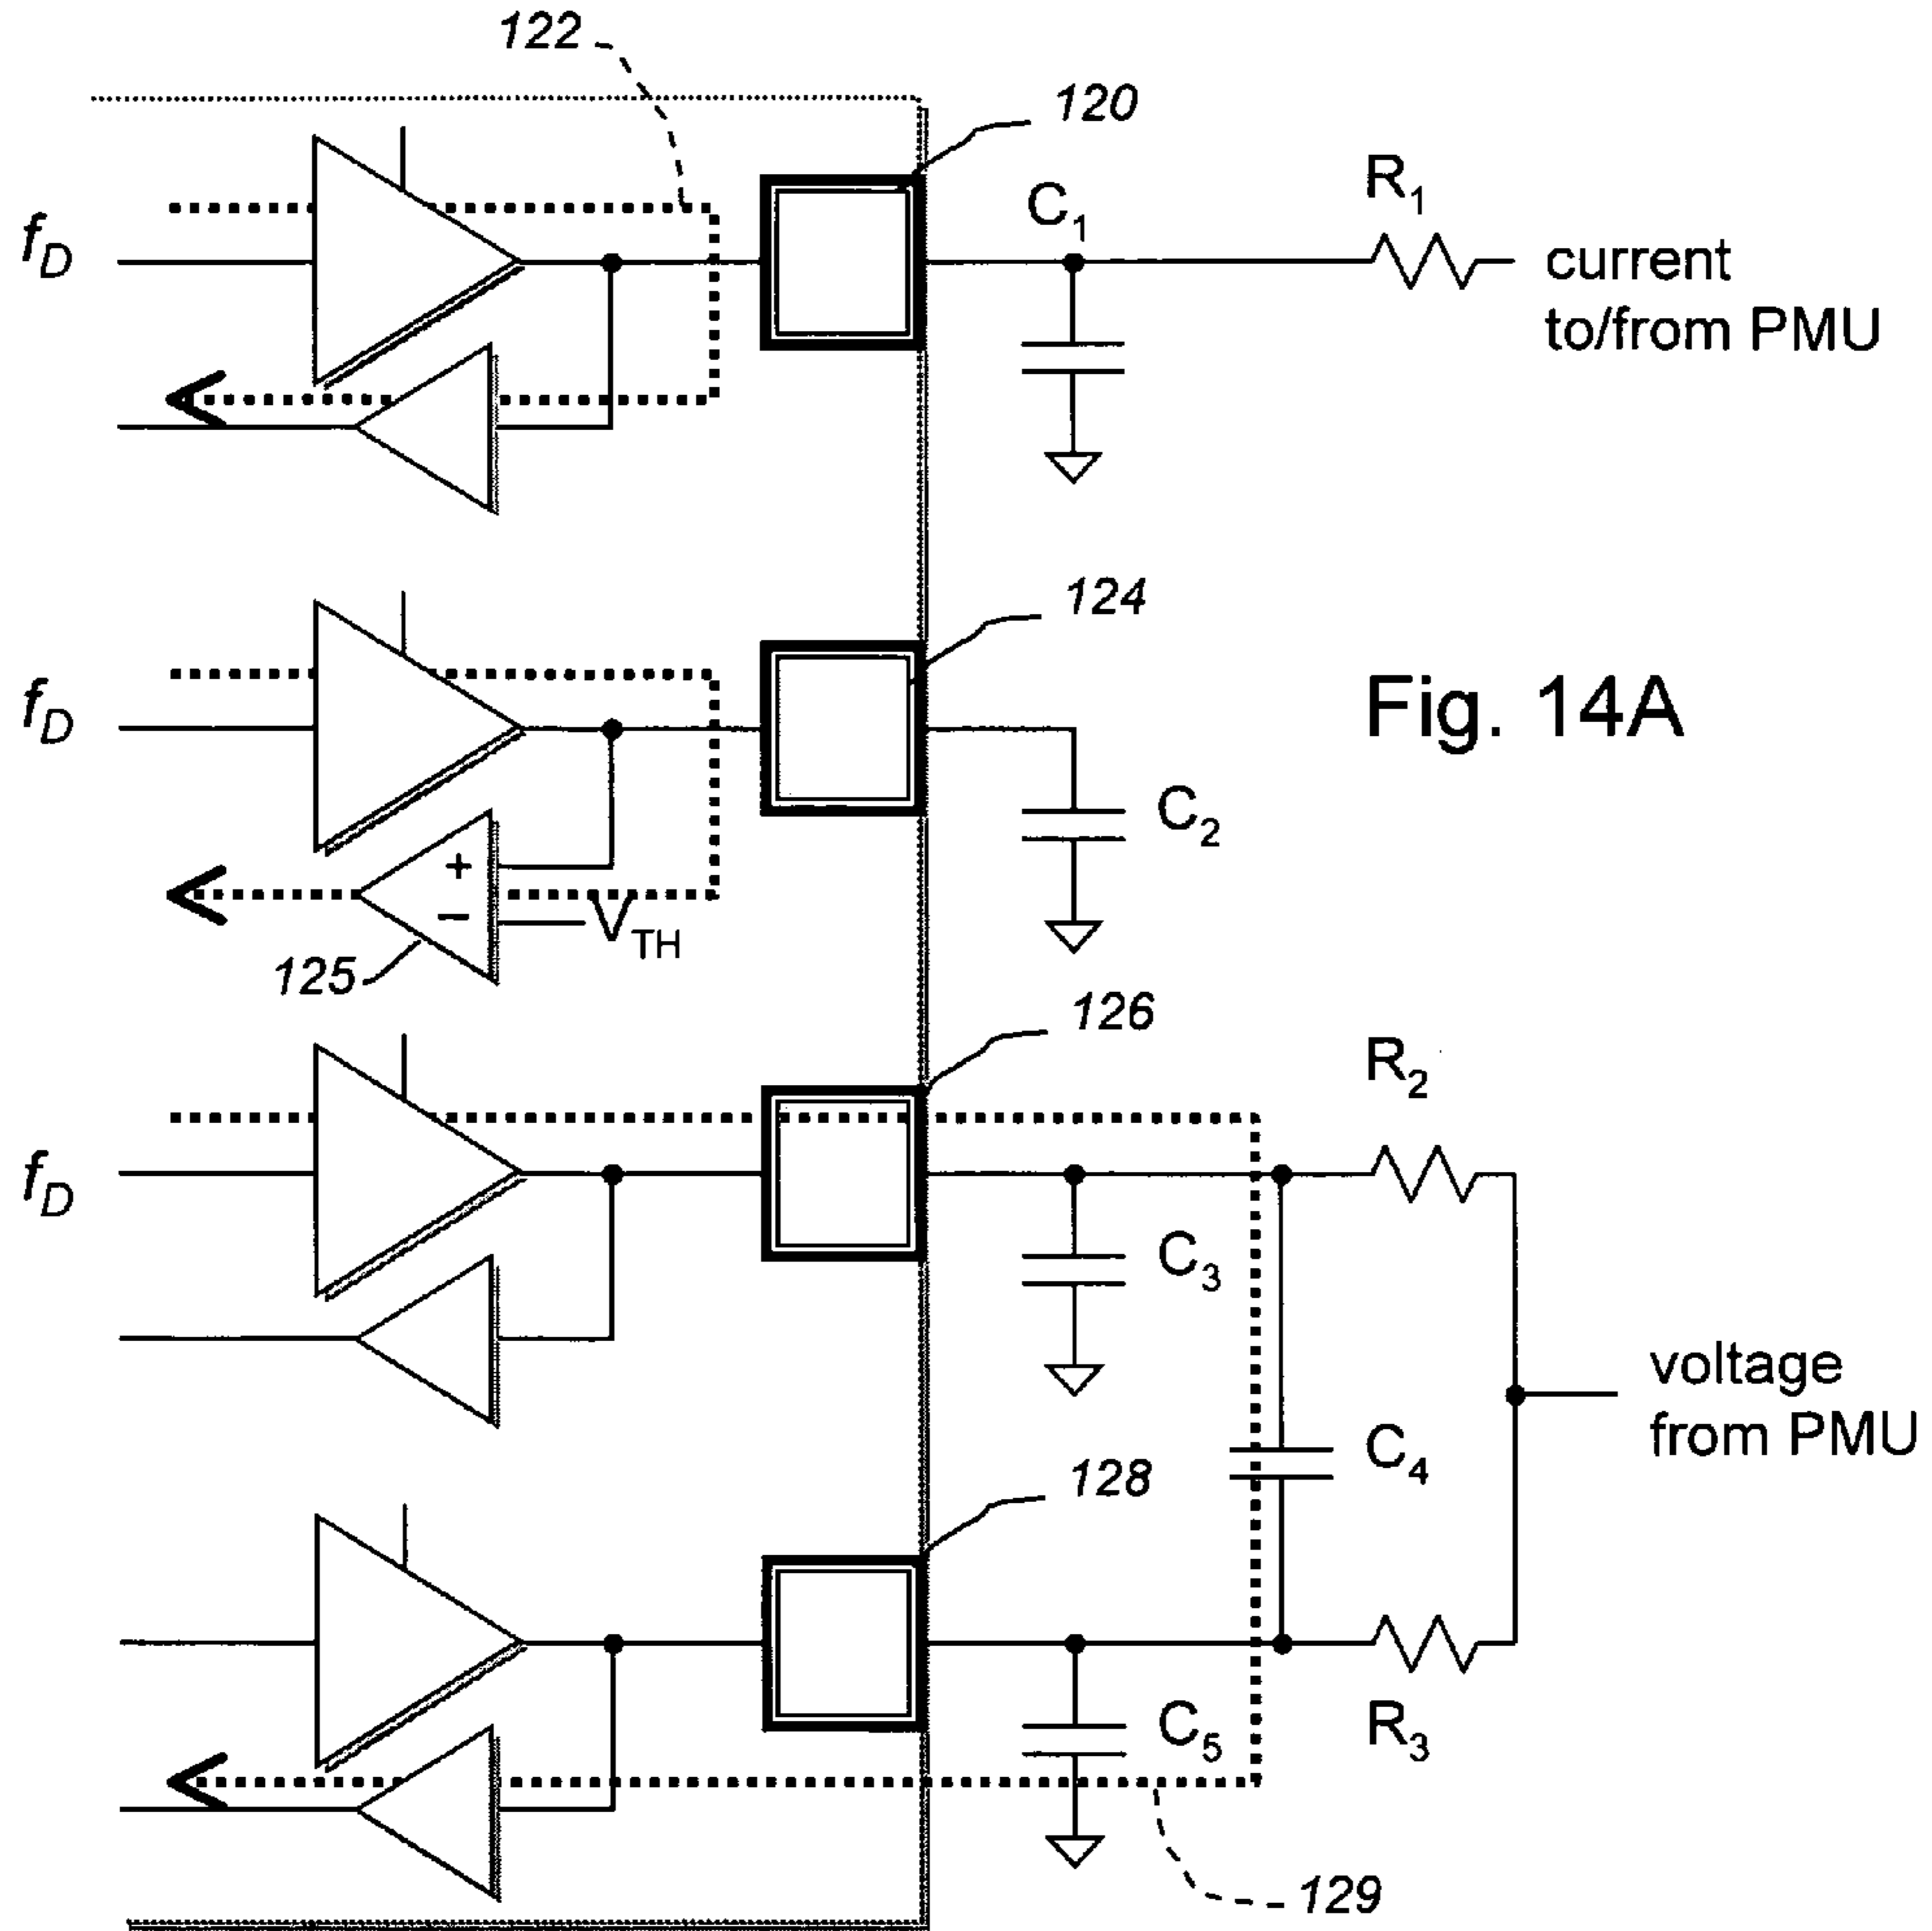 122
120
f_D
C_1
R_1
current
to/from PMU
124
f_D
Fig. 14A
C_2
+
−
V_TH
125
126
R_2
f_D
C_3
voltage
from PMU
C_4
128
C_5
R_3
129